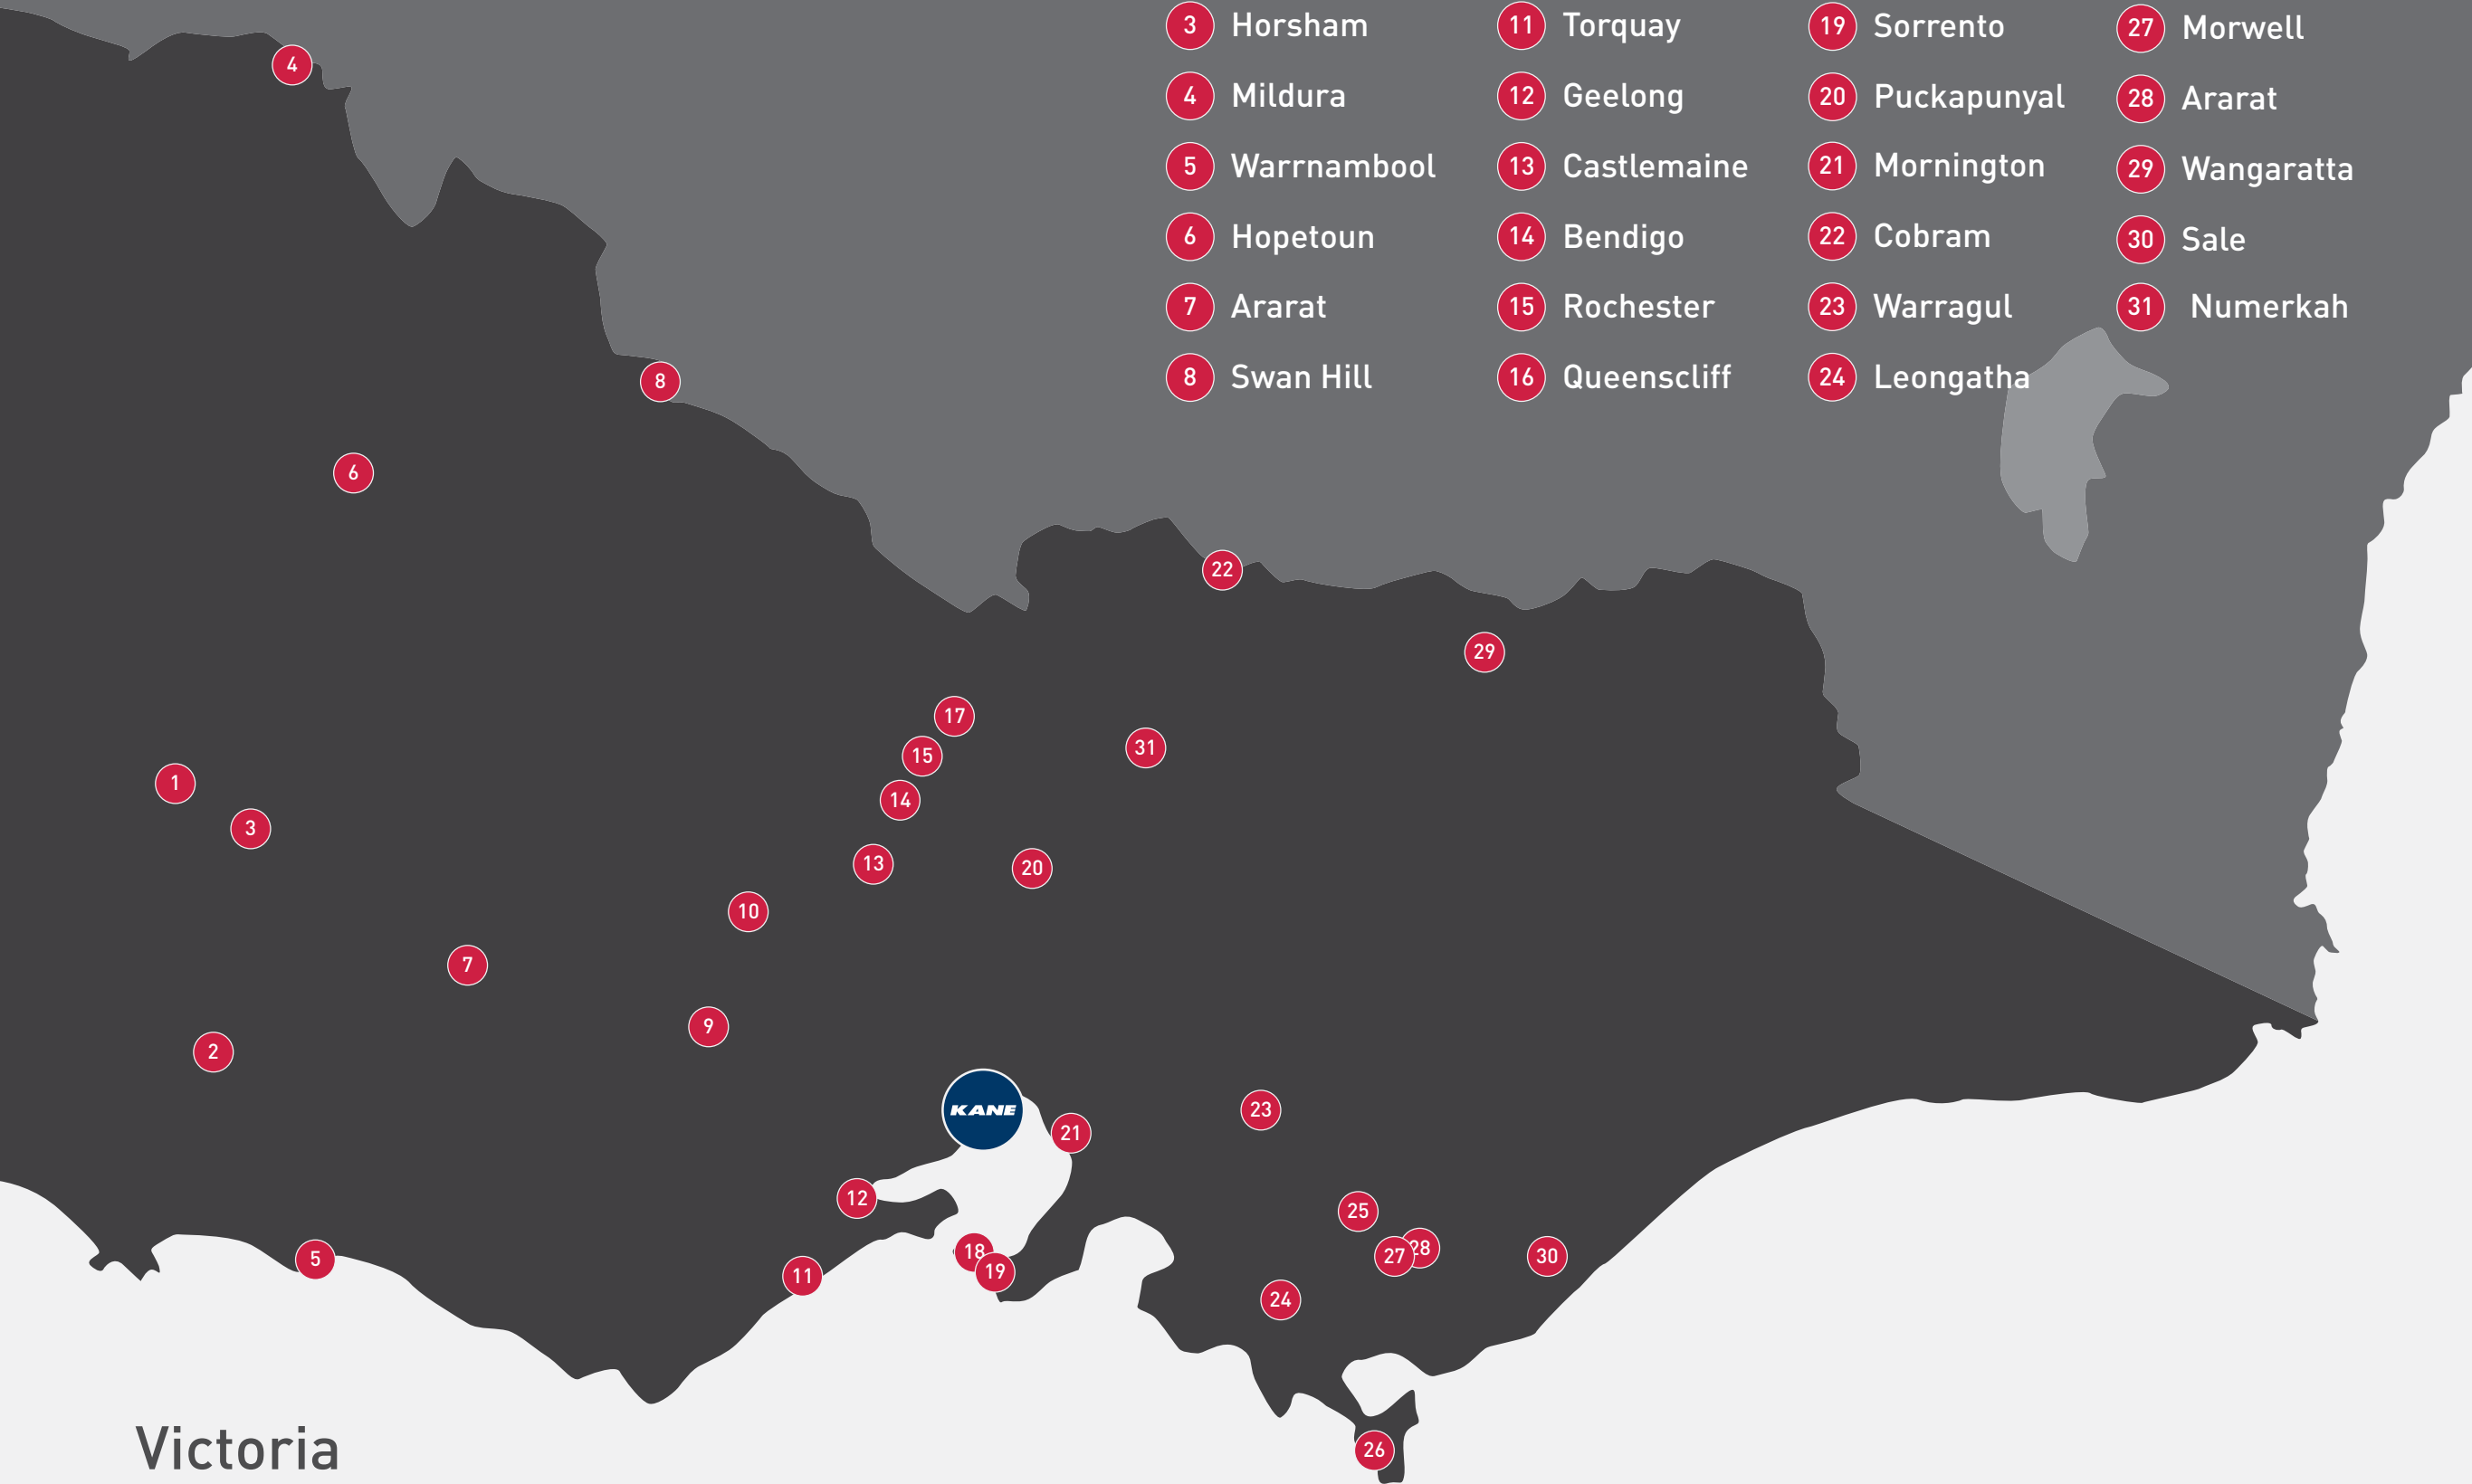 3 Horsham
4 Mildura
5 Warrnambool
6 Hopetoun
7 Ararat
8 Swan Hill
11 Torquay
12 Geelong
13 Castlemaine
14 Bendigo
15 Rochester
16 Queenscliff
19 Sorrento
20 Puckapunyal
21 Mornington
22 Cobram
23 Warragul
24 Leongatha
27 Morwell
28 Ararat
29 Wangaratta
30 Sale
31 Numerkah
4
8
6
22
29
17
15
31
1
14
3
13
20
10
7
9
2
KANE
23
21
12
25
18
28
27
30
5
19
11
24
26
Victoria